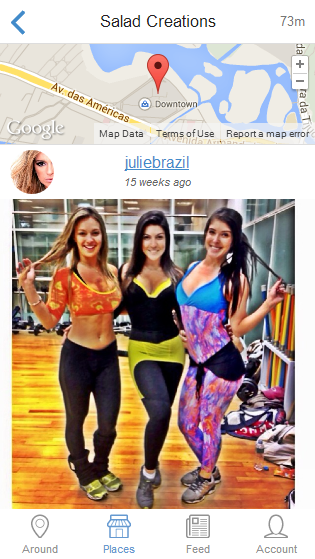 Salad Creations
73m
Av. das Américas
Downtown
Google
Map Data
Terms of Use
Report a map error
juliebrazil
15 weeks ago
Around
Places
Feed
Account